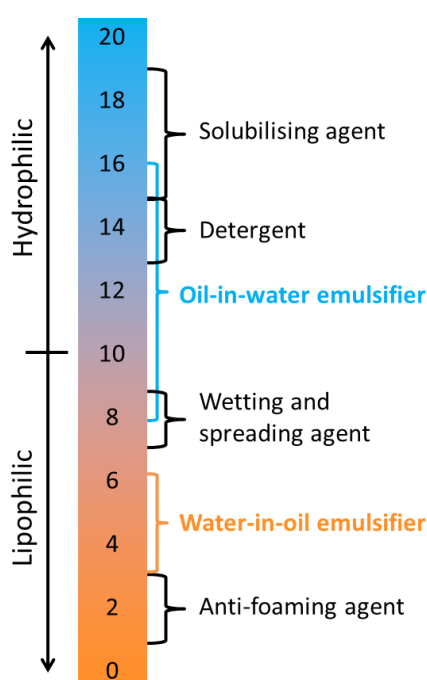 20
18
Solubilising agent
16
14
Detergent
12
Oil-in-water emulsifier
10
Wetting and
spreading agent
8
6
Water-in-oil emulsifier
4
2
Anti-foaming agent
0
Hydrophilic
Lipophilic